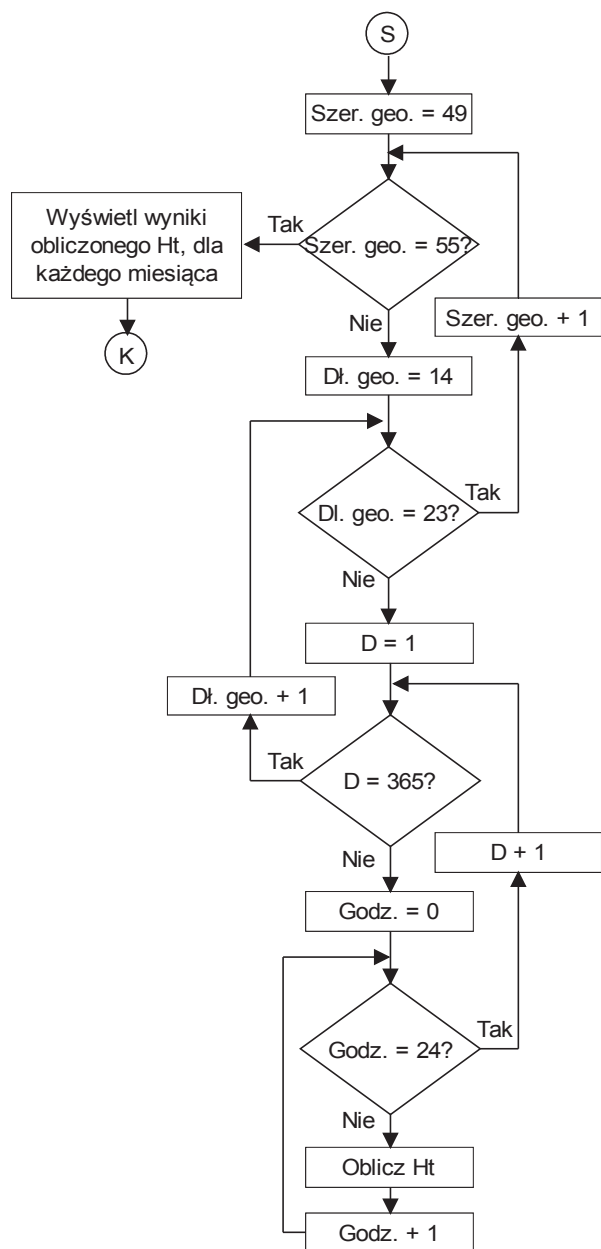 S
Szer. geo. = 49
Wyświetl wyniki
obliczonego Ht, dla
każdego miesiąca
Tak
Szer. geo. = 55?
Nie
Szer. geo. + 1
K
Dł. geo. = 14
Dl. geo. = 23?
Tak
Nie
D = 1
Dł. geo. + 1
Tak
D = 365?
Nie
D + 1
Godz. = 0
Godz. = 24?
Tak
Nie
Oblicz Ht
Godz. + 1